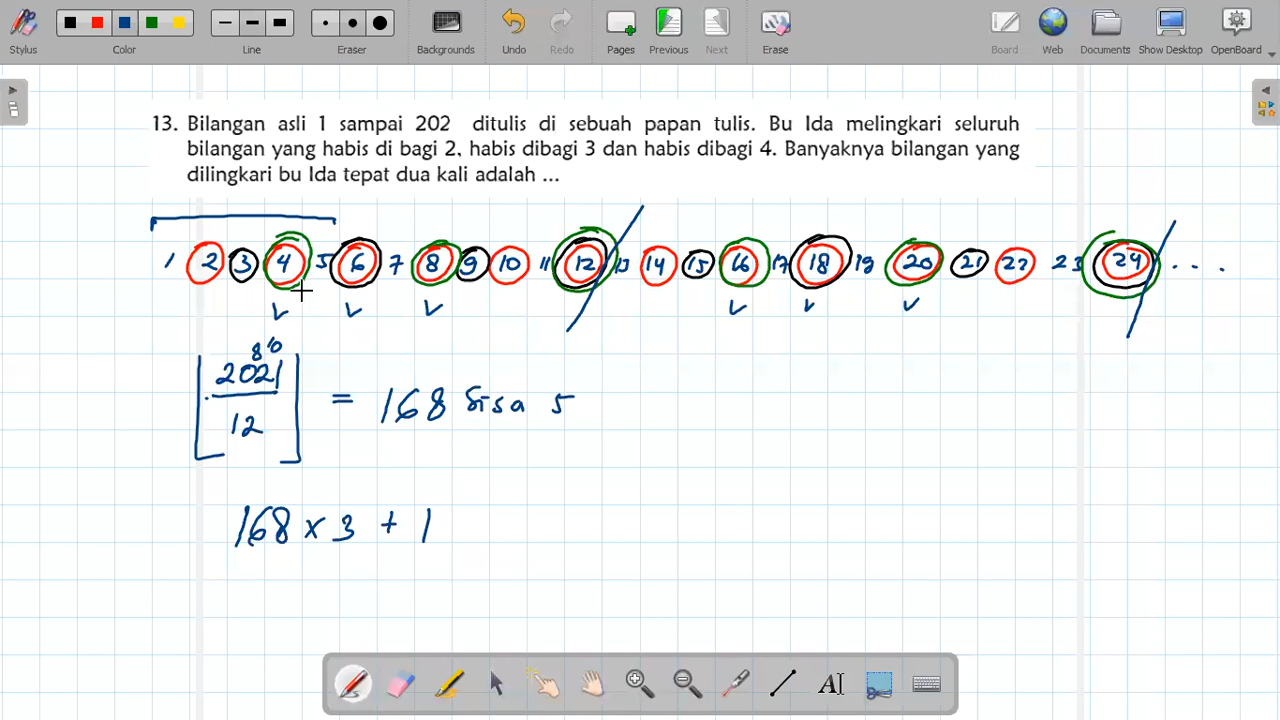 Stylus Color Line Eraser Backgrounds Undo Redo Pages Previous Next Erase Board Web Documents Show Desktop OpenBoard
13. Bilangan asli 1 sampai 202 ditulis di sebuah papan tulis. Bu Ida melingkari seluruh
bilangan yang habis di bagi 2, habis dibagi 3 dan habis dibagi 4. Banyaknya bilangan yang
dilingkari bu Ida tepat dua kali adalah ...
1 2 3 4 5 6 7 8 9 10 11 12 13 14 15 16 17 18 19 20 21 22 23 24 . . .
8 10
2021
12
= 168 sisa 5
168 x 3 + 1
AI